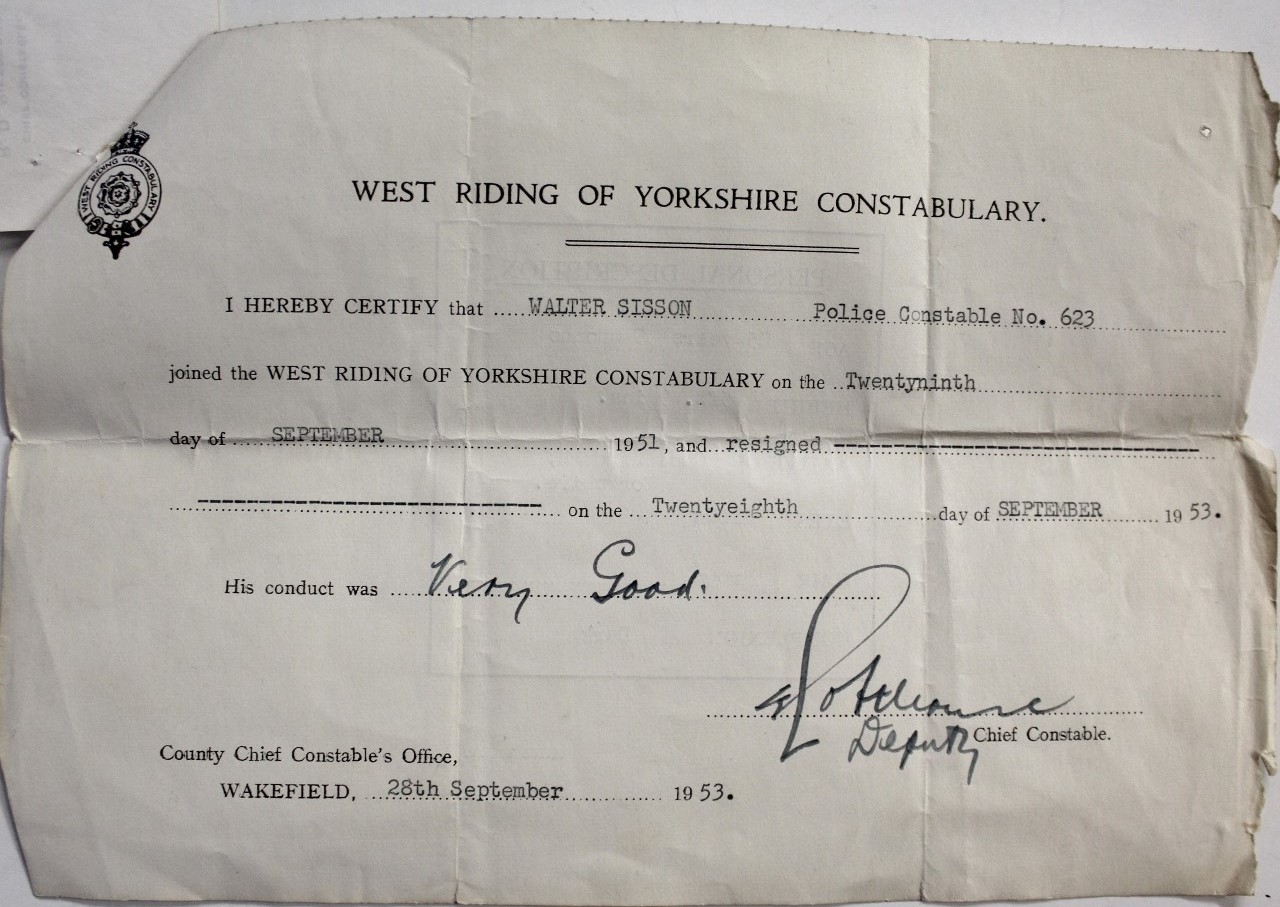 WEST RIDING CONSTABULARY
WEST RIDING OF YORKSHIRE CONSTABULARY.
I HEREBY CERTIFY that .....WALTER SISSON.................. Police Constable No. 623
joined the WEST RIDING OF YORKSHIRE CONSTABULARY on the ..Twentyninth
day of ..... SEPTEMBER ........................ 1951, and...resigned --------------------
-------------------- on the ... Twentyeighth ....................day of SEPTEMBER ........ 1953.
His conduct was ..... Very Good.
Deputy Chief Constable.
County Chief Constable's Office,
WAKEFIELD, ...28th September ............... 1953.
PERSONAL DESCRIPTION